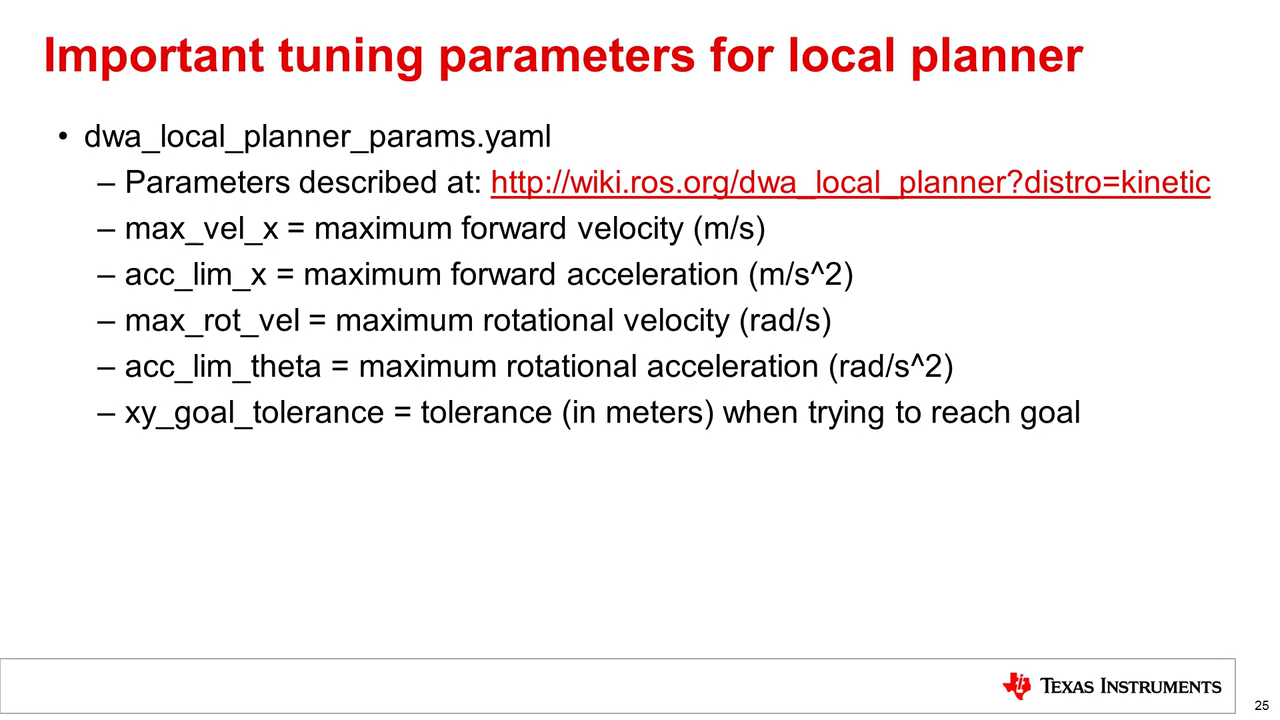 Important tuning parameters for local planner
• dwa_local_planner_params.yaml
– Parameters described at: http://wiki.ros.org/dwa_local_planner?distro=kinetic
– max_vel_x = maximum forward velocity (m/s)
– acc_lim_x = maximum forward acceleration (m/s^2)
– max_rot_vel = maximum rotational velocity (rad/s)
– acc_lim_theta = maximum rotational acceleration (rad/s^2)
– xy_goal_tolerance = tolerance (in meters) when trying to reach goal
TEXAS INSTRUMENTS
25